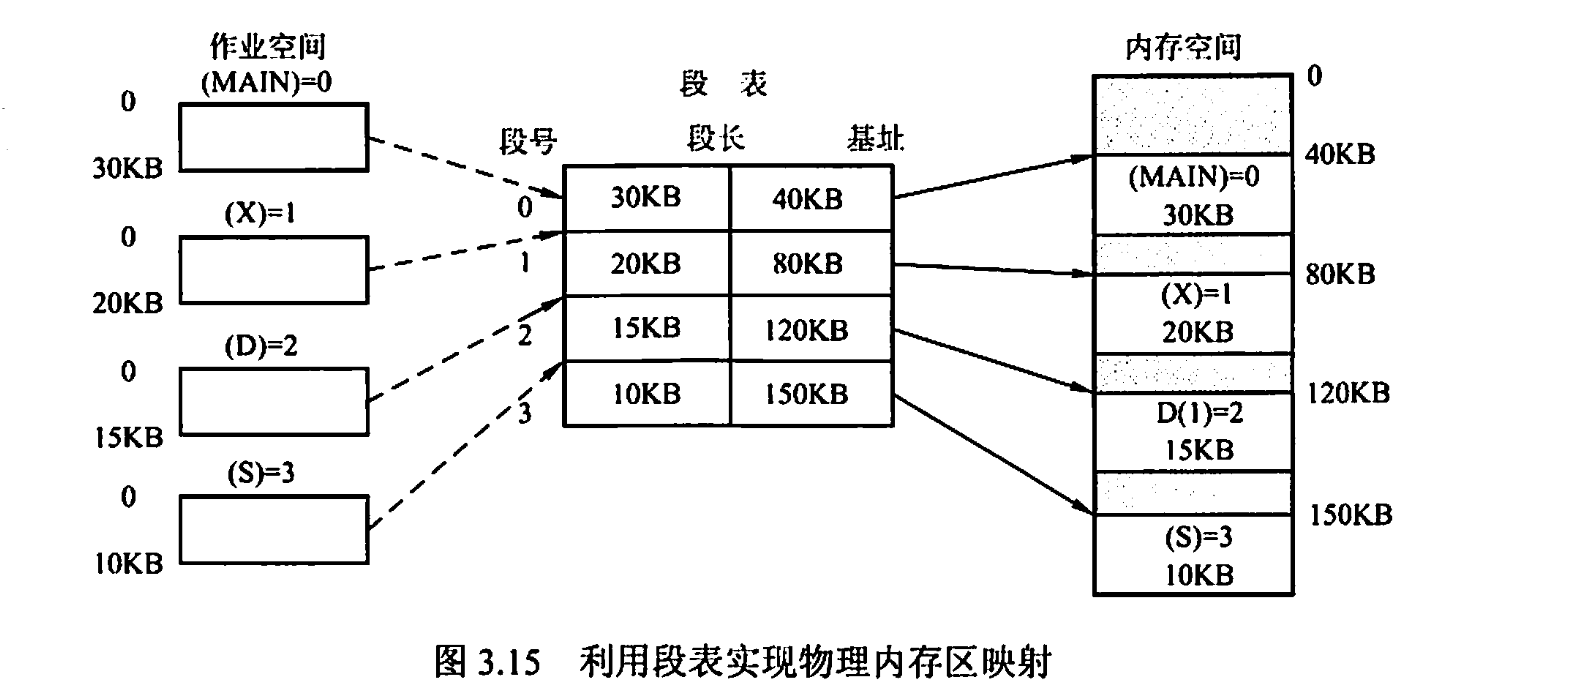 作业空间
(MAIN)=0
0
30KB
(X)=1
0
20KB
(D)=2
0
15KB
(S)=3
0
10KB
段 表
段号 段长 基址
0 30KB 40KB
1 20KB 80KB
2 15KB 120KB
3 10KB 150KB
内存空间
0
40KB
(MAIN)=0
30KB
80KB
(X)=1
20KB
120KB
D(1)=2
15KB
150KB
(S)=3
10KB
图 3.15 利用段表实现物理内存区映射